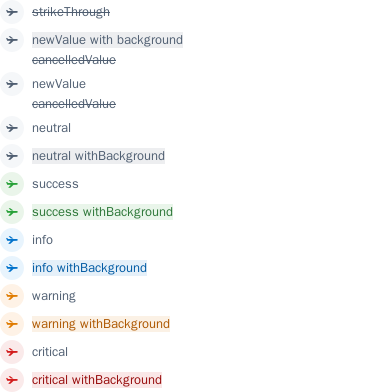 strikeThrough
newValue with background
cancelledValue
newValue
cancelledValue
neutral
neutral withBackground
success
success withBackground
info
info withBackground
warning
warning withBackground
critical
critical withBackground